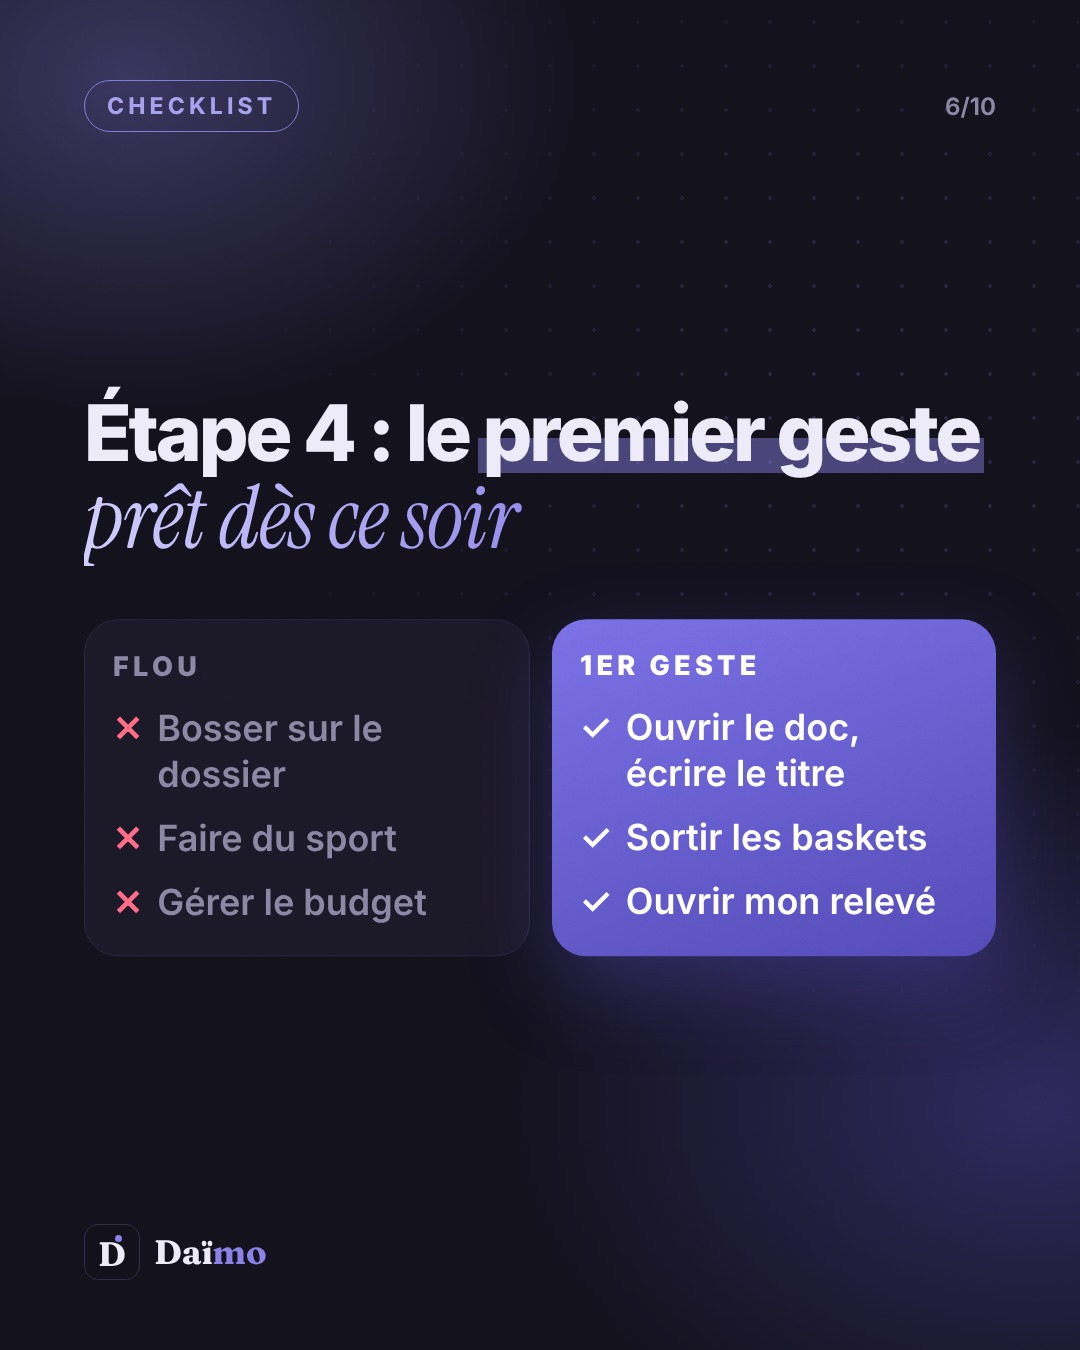 CHECKLIST
6/10
Étape 4 : le premier geste
prêt dès ce soir
FLOU
✕ Bosser sur le
dossier
✕ Faire du sport
✕ Gérer le budget
1ER GESTE
✓ Ouvrir le doc,
écrire le titre
✓ Sortir les baskets
✓ Ouvrir mon relevé
D Daïmo